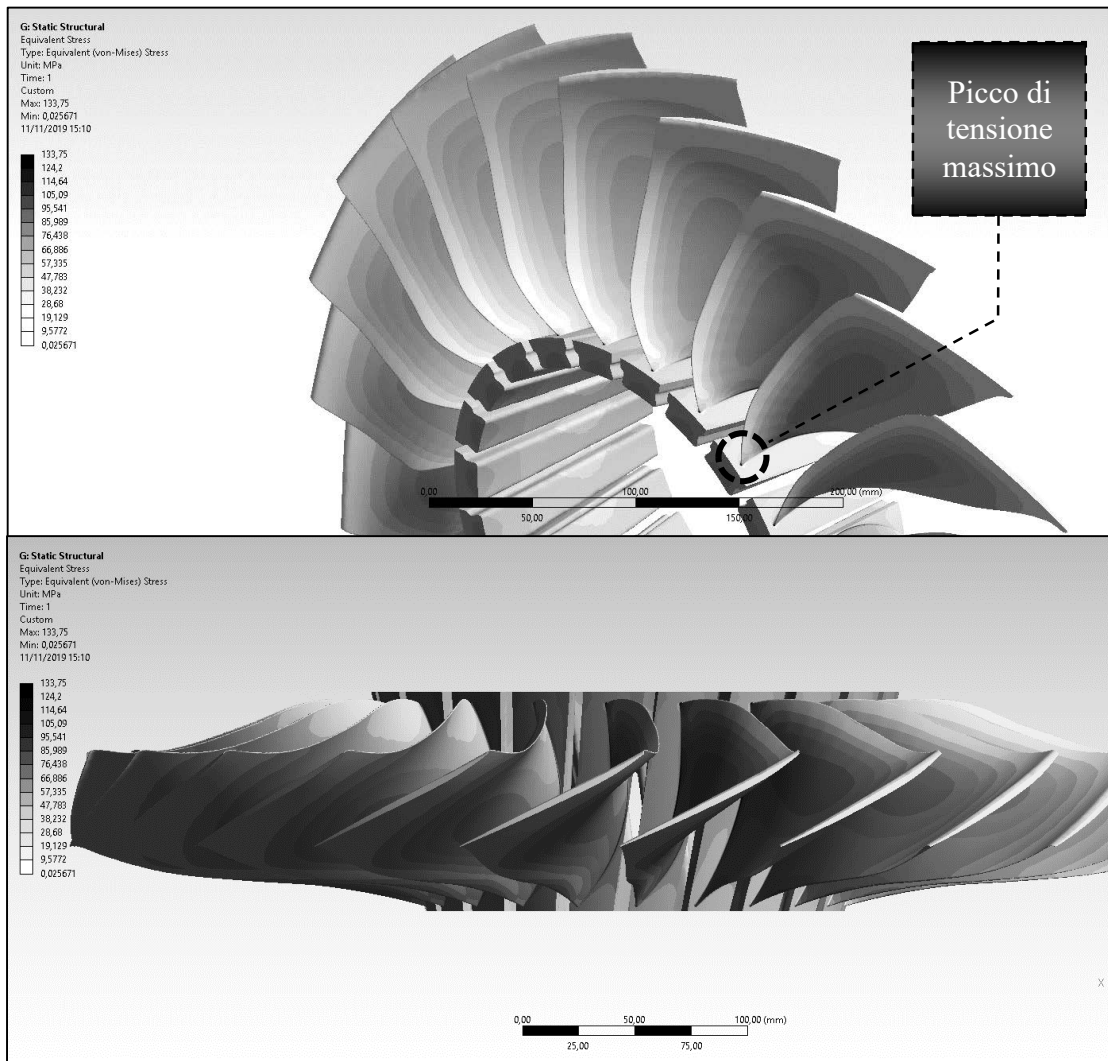 G: Static Structural
Equivalent Stress
Type: Equivalent (von-Mises) Stress
Unit: MPa
Time: 1
Custom
Max: 133,75
Min: 0,025671
11/11/2019 15:10
133,75
124,2
114,64
105,09
95,541
85,989
76,438
66,886
57,335
47,783
38,232
28,68
19,129
9,5772
0,025671
Picco di
tensione
massimo
0,00 100,00 200,00 (mm)
50,00 150,00
G: Static Structural
Equivalent Stress
Type: Equivalent (von-Mises) Stress
Unit: MPa
Time: 1
Custom
Max: 133,75
Min: 0,025671
11/11/2019 15:10
133,75
124,2
114,64
105,09
95,541
85,989
76,438
66,886
57,335
47,783
38,232
28,68
19,129
9,5772
0,025671
X
0,00 50,00 100,00 (mm)
25,00 75,00